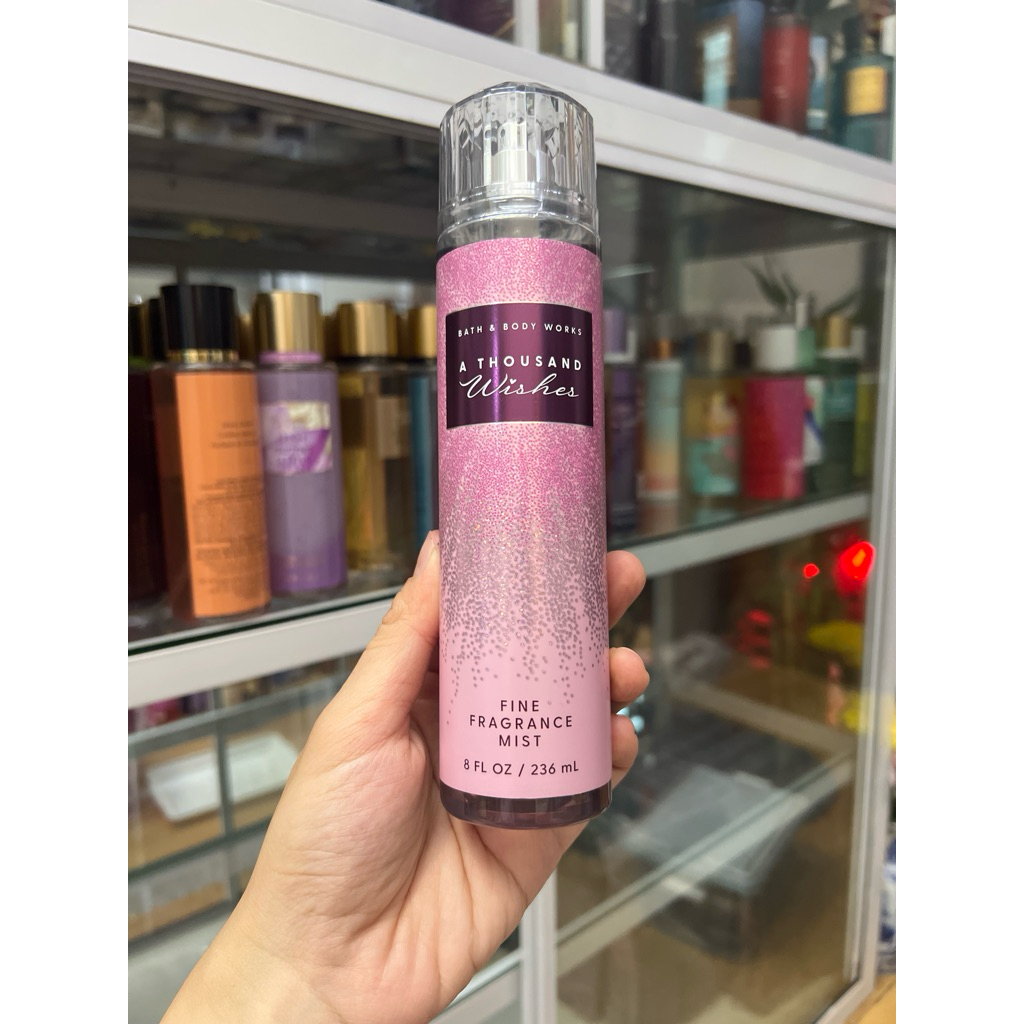 BATH & BODY WORKS
A THOUSAND
Wishes
FINE
FRAGRANCE
MIST
8 FL OZ / 236 mL